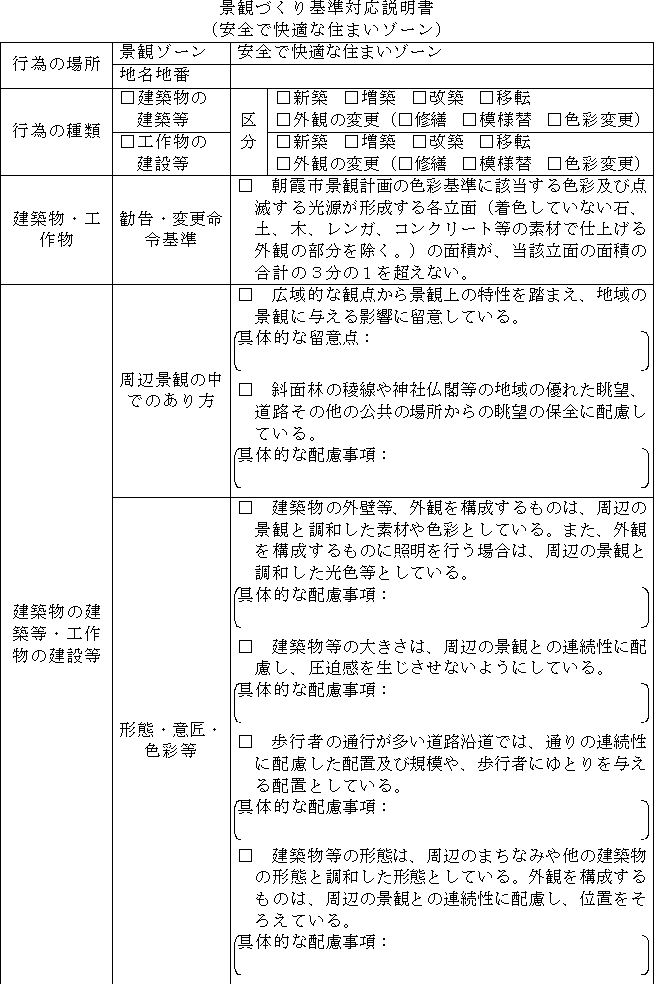 景観づくり基準対応説明書
（安全で快適な住まいゾーン）
行為の場所
景観ゾーン
安全で快適な住まいゾーン
地名地番
行為の種類
□建築物の
建築等
区
分
□新築　□増築　□改築　□移転
□外観の変更（□修繕　□模様替　□色彩変更）
□工作物の
建設等
□新築　□増築　□改築　□移転
□外観の変更（□修繕　□模様替　□色彩変更）
建築物・工
作物
勧告・変更命
令基準
□　朝霞市景観計画の色彩基準に該当する色彩及び点
滅する光源が形成する各立面（着色していない石、
土、木、レンガ、コンクリート等の素材で仕上げる
外観の部分を除く。）の面積が、当該立面の面積の
合計の３分の１を超えない。
建築物の建
築等・工作
物の建設等
周辺景観の中
でのあり方
□　広域的な観点から景観上の特性を踏まえ、地域の
景観に与える影響に留意している。
具体的な留意点：
□　斜面林の稜線や神社仏閣等の地域の優れた眺望、
道路その他の公共の場所からの眺望の保全に配慮し
ている。
具体的な配慮事項：
形態・意匠・
色彩等
□　建築物の外壁等、外観を構成するものは、周辺の
景観と調和した素材や色彩としている。また、外観
を構成するものに照明を行う場合は、周辺の景観と
調和した光色等としている。
具体的な配慮事項：
□　建築物等の大きさは、周辺の景観との連続性に配
慮し、圧迫感を生じさせないようにしている。
具体的な配慮事項：
□　歩行者の通行が多い道路沿道では、通りの連続性
に配慮した配置及び規模や、歩行者にゆとりを与え
る配置としている。
具体的な配慮事項：
□　建築物等の形態は、周辺のまちなみや他の建築物
の形態と調和した形態としている。外観を構成する
ものは、周辺の景観との連続性に配慮し、位置をそ
ろえている。
具体的な配慮事項：